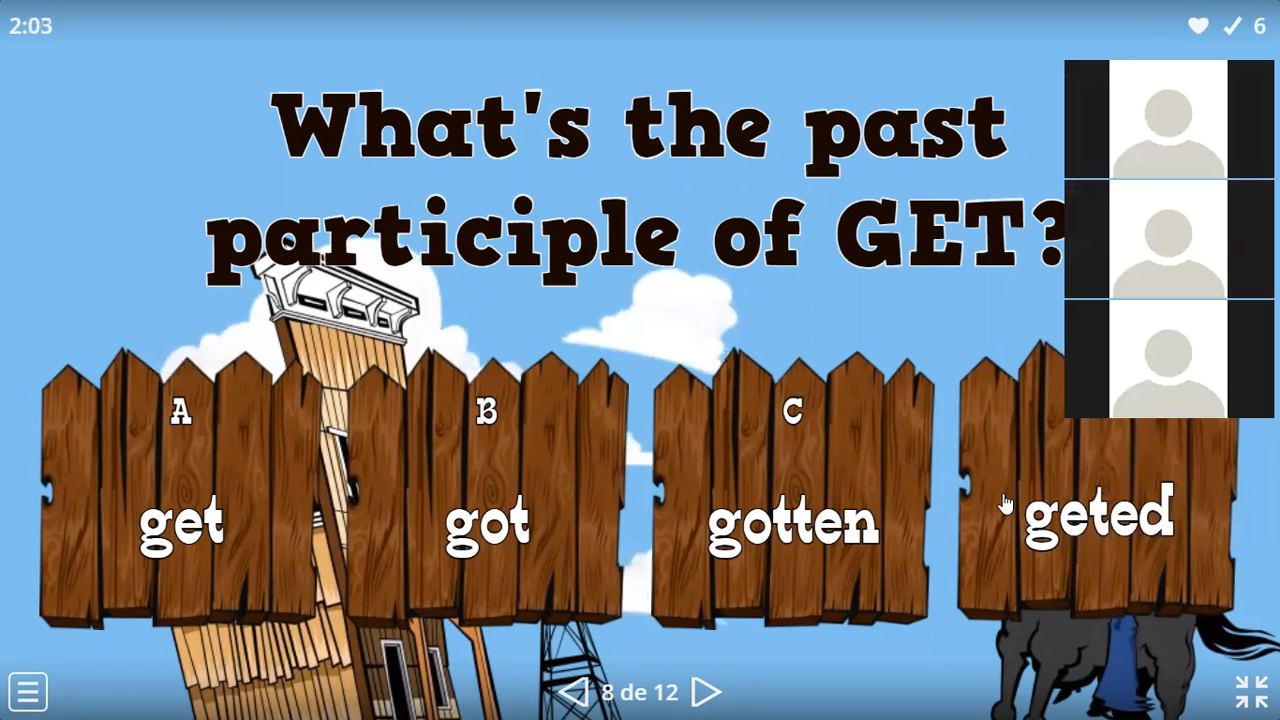 2:03
6
What's the past
participle of GET?
A
B
C
get
got
gotten
geted
8 de 12